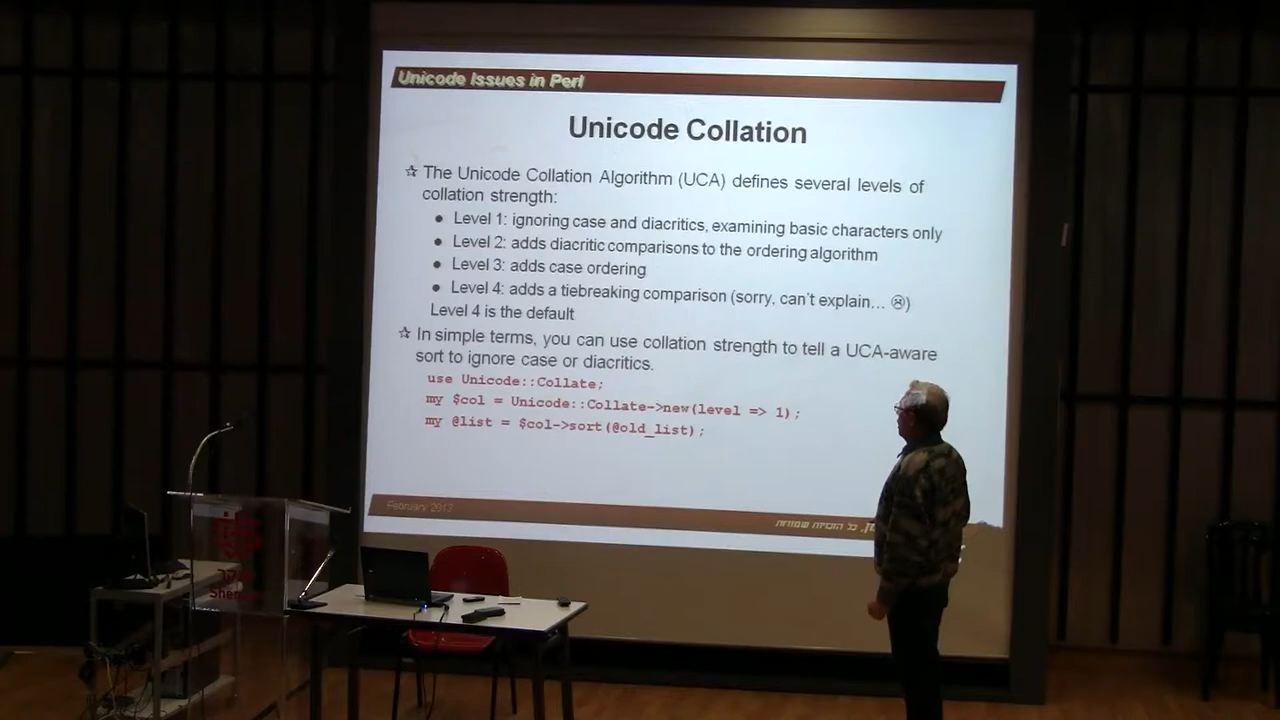 Unicode Issues in Perl
Unicode Collation
☆ The Unicode Collation Algorithm (UCA) defines several levels of
collation strength:
● Level 1: ignoring case and diacritics, examining basic characters only
● Level 2: adds diacritic comparisons to the ordering algorithm
● Level 3: adds case ordering
● Level 4: adds a tiebreaking comparison (sorry, can't explain... ☹)
Level 4 is the default
☆ In simple terms, you can use collation strength to tell a UCA-aware
sort to ignore case or diacritics.
use Unicode::Collate;
my $col = Unicode::Collate->new(level => 1);
my @list = $col->sort(@old_list);
February 2013
כל הזכויות שמורות
שנקר